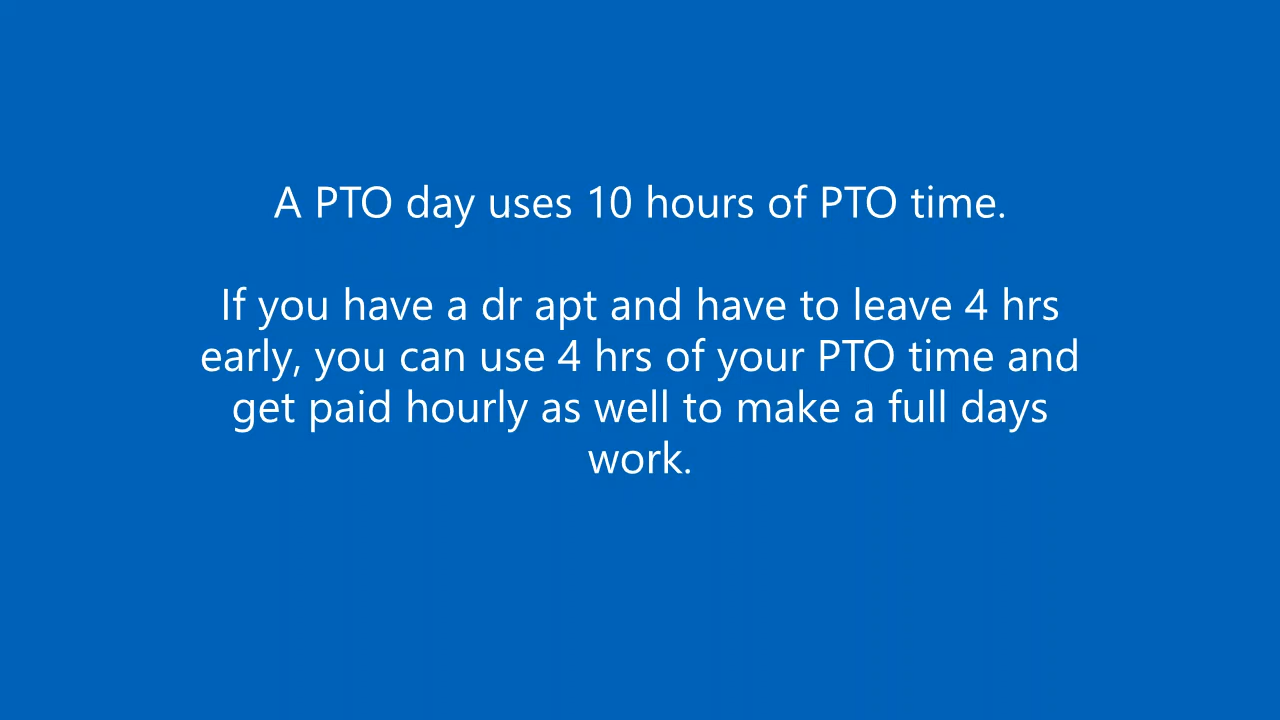 A PTO day uses 10 hours of PTO time.
If you have a dr apt and have to leave 4 hrs
early, you can use 4 hrs of your PTO time and
get paid hourly as well to make a full days
work.